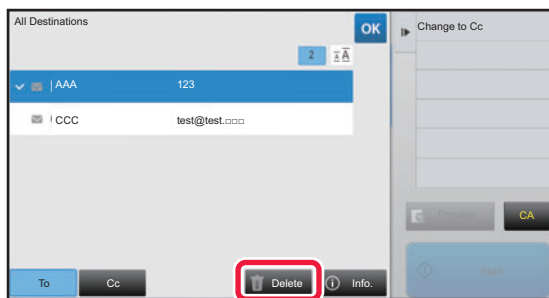 All Destinations
OK
Change to Cc
2
AAA 123
CCC test@test.□□□
Preview
CA
Start
To Cc Delete Info.